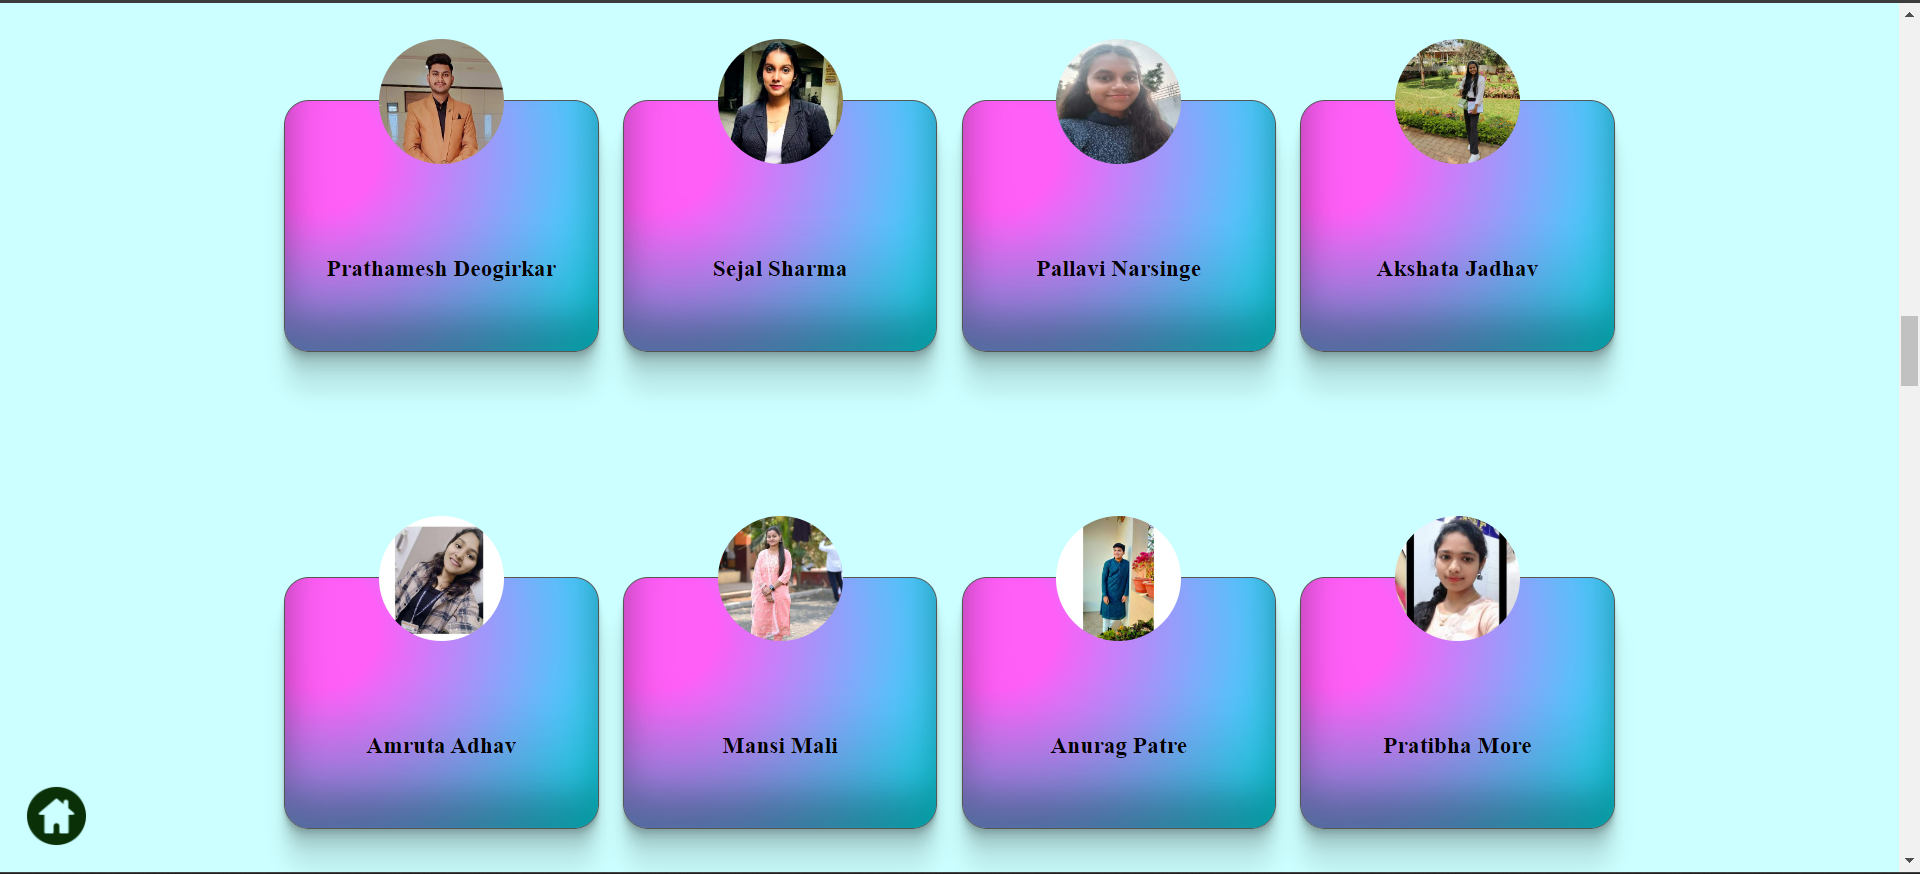 Prathamesh Deogirkar
Sejal Sharma
Pallavi Narsinge
Akshata Jadhav
Amruta Adhav
Mansi Mali
Anurag Patre
Pratibha More